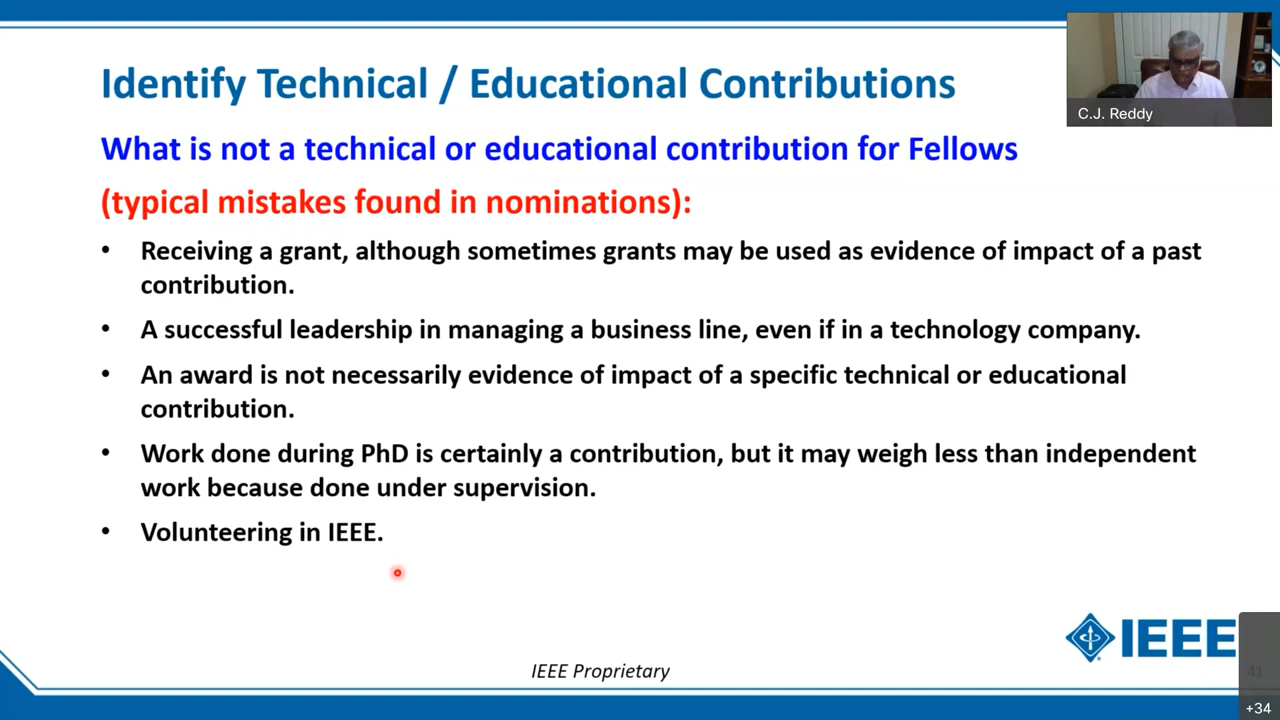 Identify Technical / Educational Contributions
C.J. Reddy
What is not a technical or educational contribution for Fellows
(typical mistakes found in nominations):
• Receiving a grant, although sometimes grants may be used as evidence of impact of a past
contribution.
• A successful leadership in managing a business line, even if in a technology company.
• An award is not necessarily evidence of impact of a specific technical or educational
contribution.
• Work done during PhD is certainly a contribution, but it may weigh less than independent
work because done under supervision.
• Volunteering in IEEE.
IEEE
IEEE Proprietary
41
+34